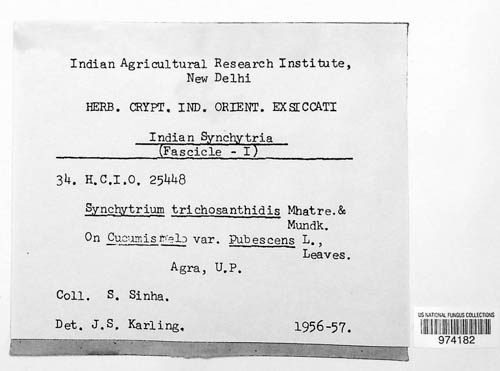 Indian Agricultural Research Institute,
New Delhi
HERB. CRYPT. IND. ORIENT. EXSICCATI
Indian Synchytria
(Fascicle - I)
34. H.C.I.O. 25448
Synchytrium trichosanthidis Mhatre.&
Mundk.
On Cucumis melo var. Pubescens L.,
Leaves.
Agra, U.P.
Coll. S. Sinha.
Det. J.S. Karling. 1956-57.
US NATIONAL FUNGUS COLLECTIONS
974182